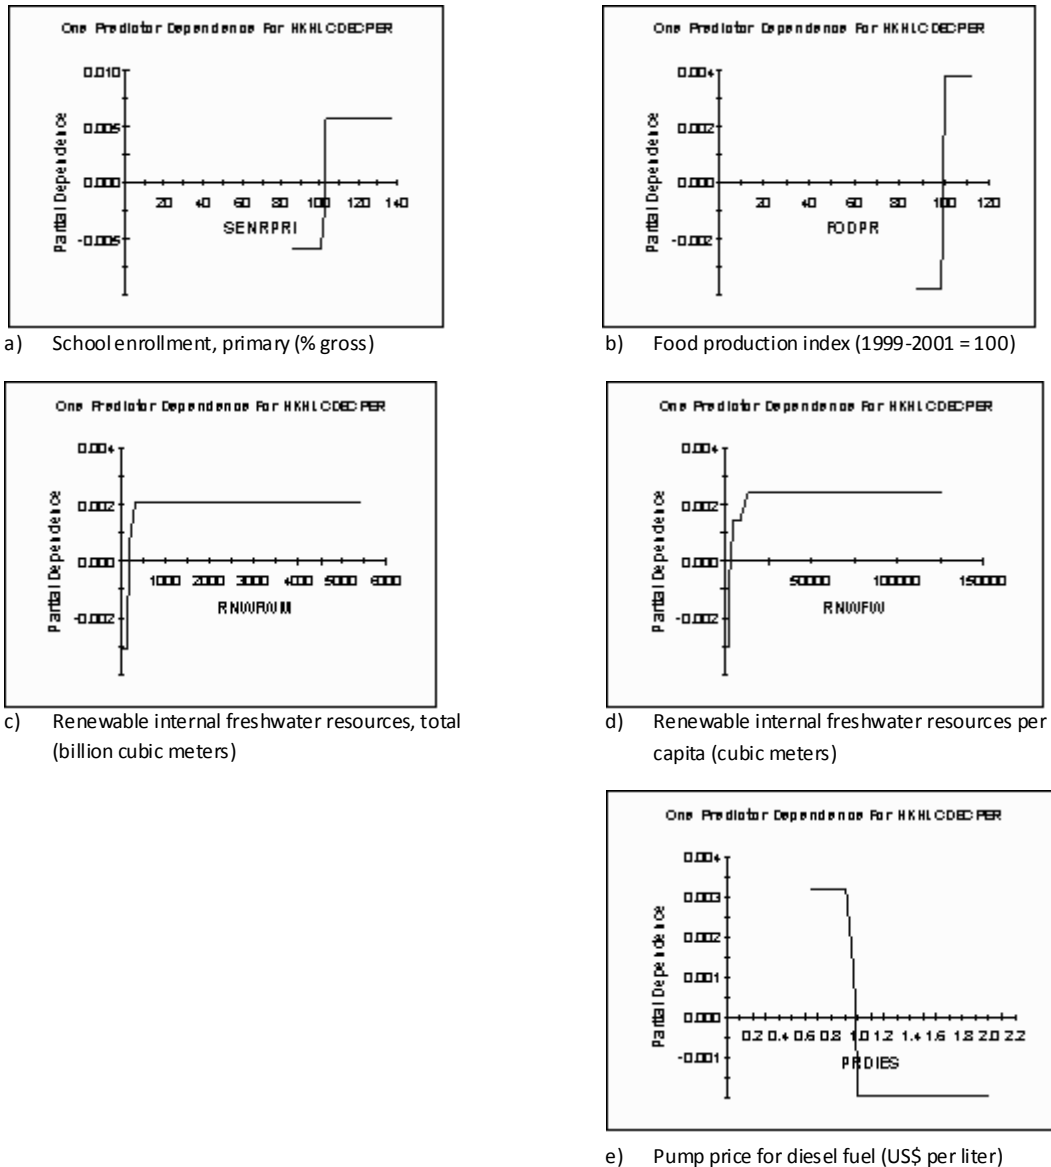 One Predictor Dependence For HKHLCDECPER
0.010
0.005
0.000
-0.005
20 40 60 80 100 120 140
SENRPRI
Partial Dependence
a) School enrollment, primary (% gross)
One Predictor Dependence For HKHLCDECPER
0.004
0.002
0.000
-0.002
20 40 60 80 100 120
FODPR
Partial Dependence
b) Food production index (1999-2001 = 100)
One Predictor Dependence For HKHLCDECPER
0.004
0.002
0.000
-0.002
1000 2000 3000 4000 5000 6000
RNWFWM
Partial Dependence
c) Renewable internal freshwater resources, total
(billion cubic meters)
One Predictor Dependence For HKHLCDECPER
0.004
0.002
0.000
-0.002
50000 100000 150000
RNWFW
Partial Dependence
d) Renewable internal freshwater resources per
capita (cubic meters)
One Predictor Dependence For HKHLCDECPER
0.004
0.003
0.002
0.001
0.000
-0.001
0.2 0.4 0.6 0.8 1.0 1.2 1.4 1.6 1.8 2.0 2.2
PRDIES
Partial Dependence
e) Pump price for diesel fuel (US$ per liter)